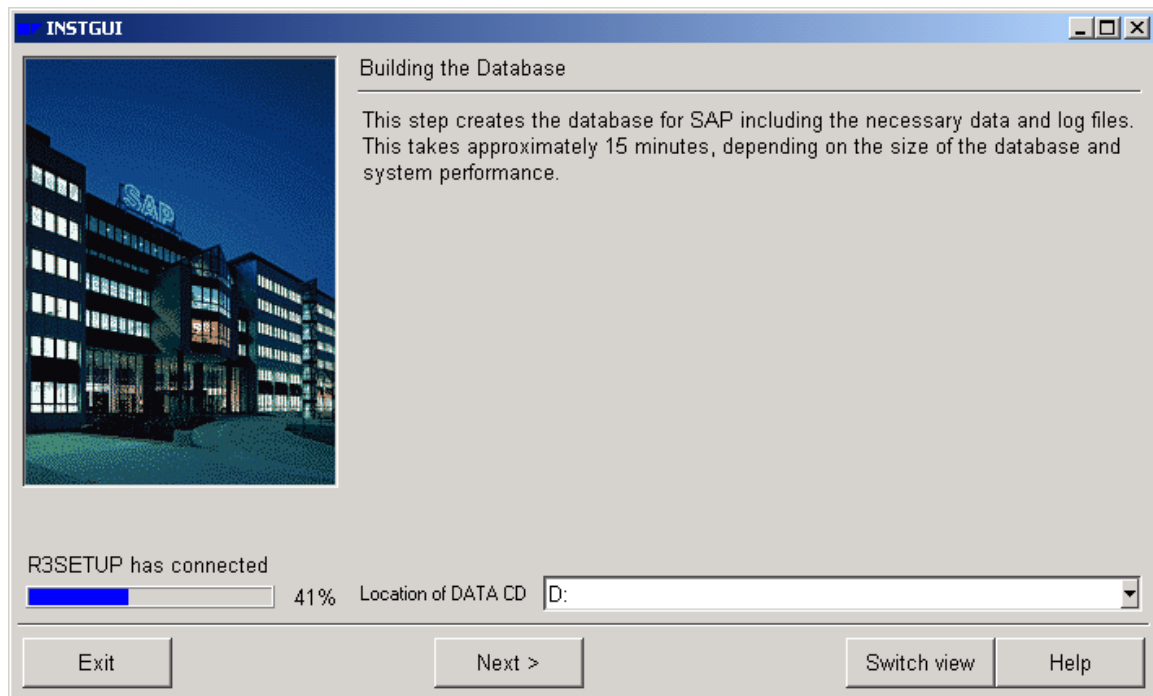 INSTGUI
Building the Database
This step creates the database for SAP including the necessary data and log files.
This takes approximately 15 minutes, depending on the size of the database and
system performance.
SAP
R3SETUP has connected
41%
Location of DATA CD
D:
Exit
Next >
Switch view
Help